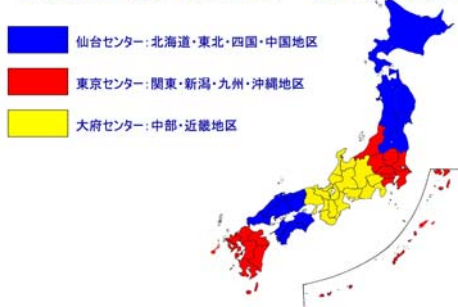 仙台センター：北海道・東北・四国・中国地区
東京センター：関東・新潟・九州・沖縄地区
大府センター：中部・近畿地区